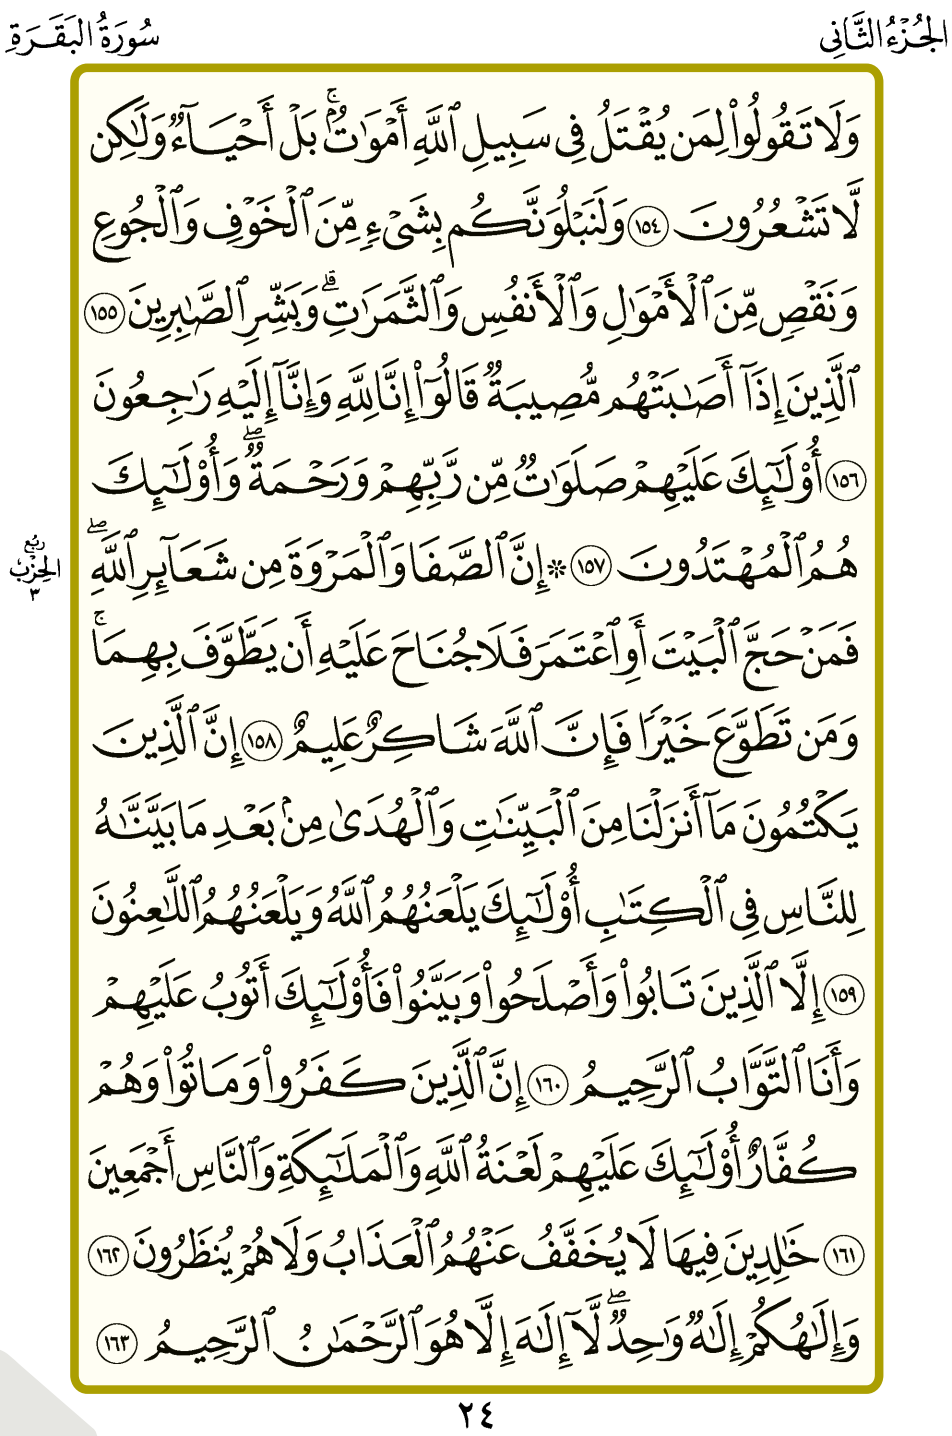 الجُزْءُ الثَّانِي
سُورَةُ البَقَرَةِ
وَلَا تَقُولُوا۟ لِمَن يُقْتَلُ فِى سَبِيلِ ٱللَّهِ أَمْوَٰتٌۢ ۚ بَلْ أَحْيَآءٌ وَلَٰكِن
لَّا تَشْعُرُونَ ١٥٤ وَلَنَبْلُوَنَّكُم بِشَىْءٍ مِّنَ ٱلْخَوْفِ وَٱلْجُوعِ
وَنَقْصٍ مِّنَ ٱلْأَمْوَٰلِ وَٱلْأَنفُسِ وَٱلثَّمَرَٰتِ ۗ وَبَشِّرِ ٱلصَّٰبِرِينَ ١٥٥
ٱلَّذِينَ إِذَآ أَصَٰبَتْهُم مُّصِيبَةٌ قَالُوٓا۟ إِنَّا لِلَّهِ وَإِنَّآ إِلَيْهِ رَٰجِعُونَ
١٥٦ أُو۟لَٰٓئِكَ عَلَيْهِمْ صَلَوَٰتٌ مِّن رَّبِّهِمْ وَرَحْمَةٌ ۖ وَأُو۟لَٰٓئِكَ
هُمُ ٱلْمُهْتَدُونَ ١٥٧ ۞ إِنَّ ٱلصَّفَا وَٱلْمَرْوَةَ مِن شَعَآئِرِ ٱللَّهِ ۖ
رُبُع
الحِزْبِ
٣
فَمَنْ حَجَّ ٱلْبَيْتَ أَوِ ٱعْتَمَرَ فَلَا جُنَاحَ عَلَيْهِ أَن يَطَّوَّفَ بِهِمَا ۚ
وَمَن تَطَوَّعَ خَيْرًا فَإِنَّ ٱللَّهَ شَاكِرٌ عَلِيمٌ ١٥٨ إِنَّ ٱلَّذِينَ
يَكْتُمُونَ مَآ أَنزَلْنَا مِنَ ٱلْبَيِّنَٰتِ وَٱلْهُدَىٰ مِنۢ بَعْدِ مَا بَيَّنَّٰهُ
لِلنَّاسِ فِى ٱلْكِتَٰبِ أُو۟لَٰٓئِكَ يَلْعَنُهُمُ ٱللَّهُ وَيَلْعَنُهُمُ ٱللَّٰعِنُونَ
١٥٩ إِلَّا ٱلَّذِينَ تَابُوا۟ وَأَصْلَحُوا۟ وَبَيَّنُوا۟ فَأُو۟لَٰٓئِكَ أَتُوبُ عَلَيْهِمْ
وَأَنَا ٱلتَّوَّابُ ٱلرَّحِيمُ ١٦٠ إِنَّ ٱلَّذِينَ كَفَرُوا۟ وَمَاتُوا۟ وَهُمْ
كُفَّارٌ أُو۟لَٰٓئِكَ عَلَيْهِمْ لَعْنَةُ ٱللَّهِ وَٱلْمَلَٰٓئِكَةِ وَٱلنَّاسِ أَجْمَعِينَ
١٦١ خَٰلِدِينَ فِيهَا لَا يُخَفَّفُ عَنْهُمُ ٱلْعَذَابُ وَلَا هُمْ يُنظَرُونَ ١٦٢
وَإِلَٰهُكُمْ إِلَٰهٌ وَٰحِدٌ ۖ لَّآ إِلَٰهَ إِلَّا هُوَ ٱلرَّحْمَٰنُ ٱلرَّحِيمُ ١٦٣
٢٤